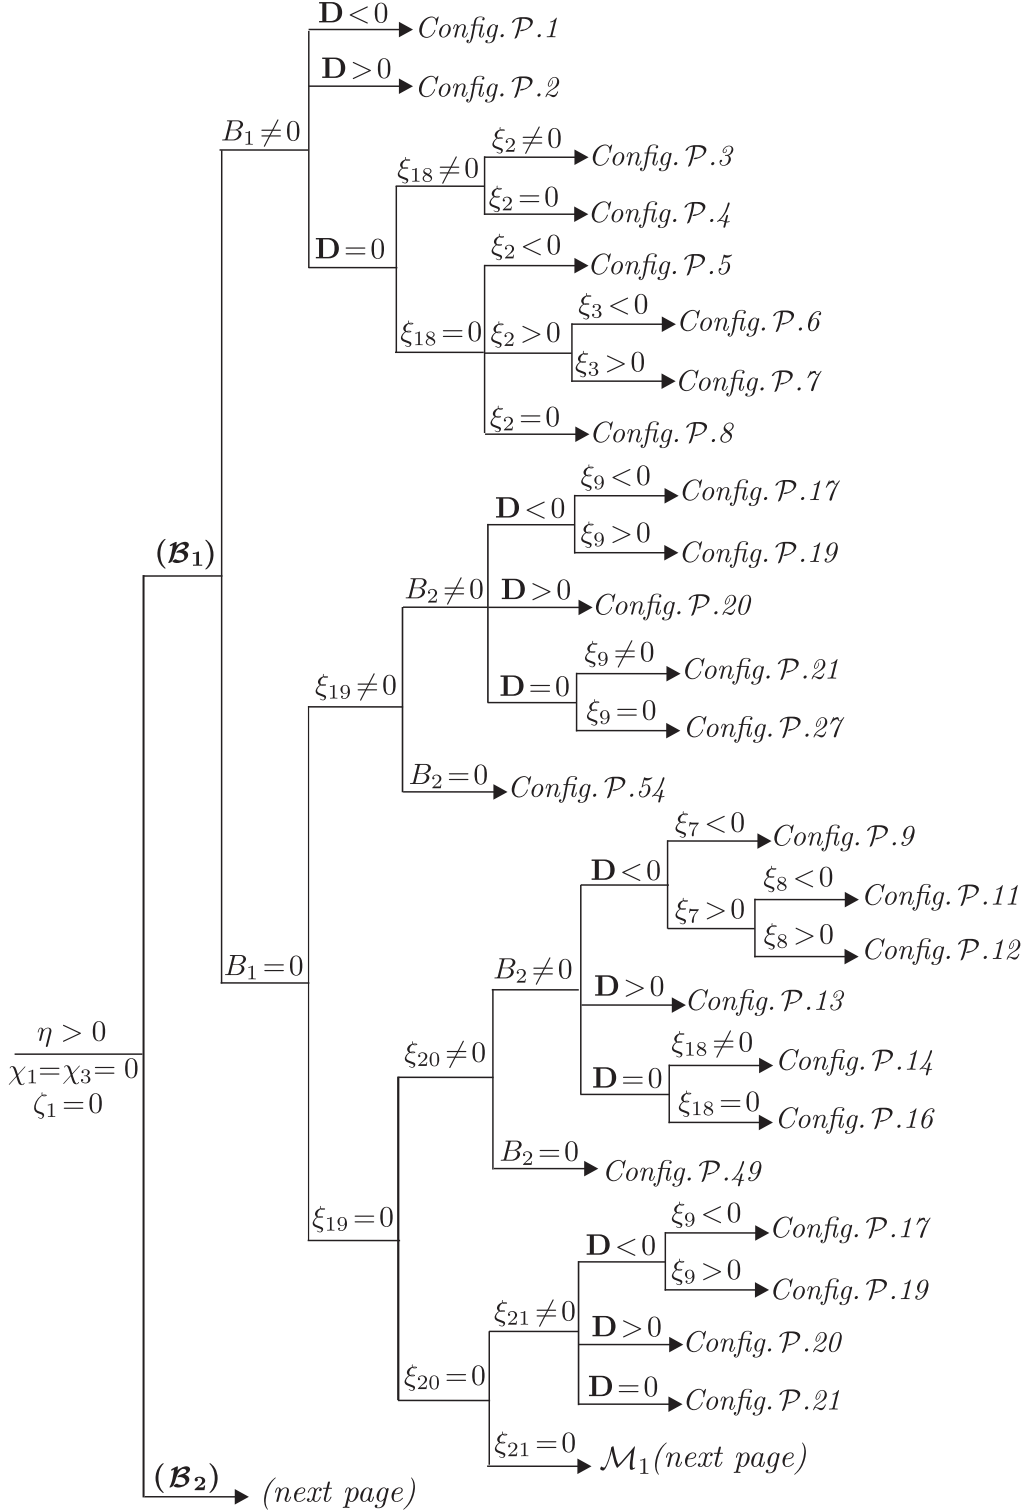 D < 0 Config. P.1
D > 0 Config. P.2
B₁ ≠ 0
ξ₂ ≠ 0 Config. P.3
ξ₁₈ ≠ 0
ξ₂ = 0 Config. P.4
D = 0
ξ₂ < 0 Config. P.5
ξ₃ < 0 Config. P.6
ξ₁₈ = 0 ξ₂ > 0
ξ₃ > 0 Config. P.7
ξ₂ = 0 Config. P.8
ξ₉ < 0 Config. P.17
D < 0
ξ₉ > 0 Config. P.19
(B₁)
B₂ ≠ 0 D > 0 Config. P.20
ξ₉ ≠ 0 Config. P.21
ξ₁₉ ≠ 0 D = 0
ξ₉ = 0 Config. P.27
B₂ = 0 Config. P.54
ξ₇ < 0 Config. P.9
D < 0
ξ₈ < 0 Config. P.11
ξ₇ > 0
ξ₈ > 0 Config. P.12
B₁ = 0 B₂ ≠ 0
D > 0 Config. P.13
η > 0
χ₁ = χ₃ = 0
ζ₁ = 0
ξ₂₀ ≠ 0 ξ₁₈ ≠ 0 Config. P.14
D = 0
ξ₁₈ = 0 Config. P.16
B₂ = 0 Config. P.49
ξ₁₉ = 0 ξ₉ < 0 Config. P.17
D < 0
ξ₉ > 0 Config. P.19
ξ₂₁ ≠ 0
D > 0 Config. P.20
ξ₂₀ = 0 D = 0 Config. P.21
ξ₂₁ = 0 M₁ (next page)
(B₂) (next page)